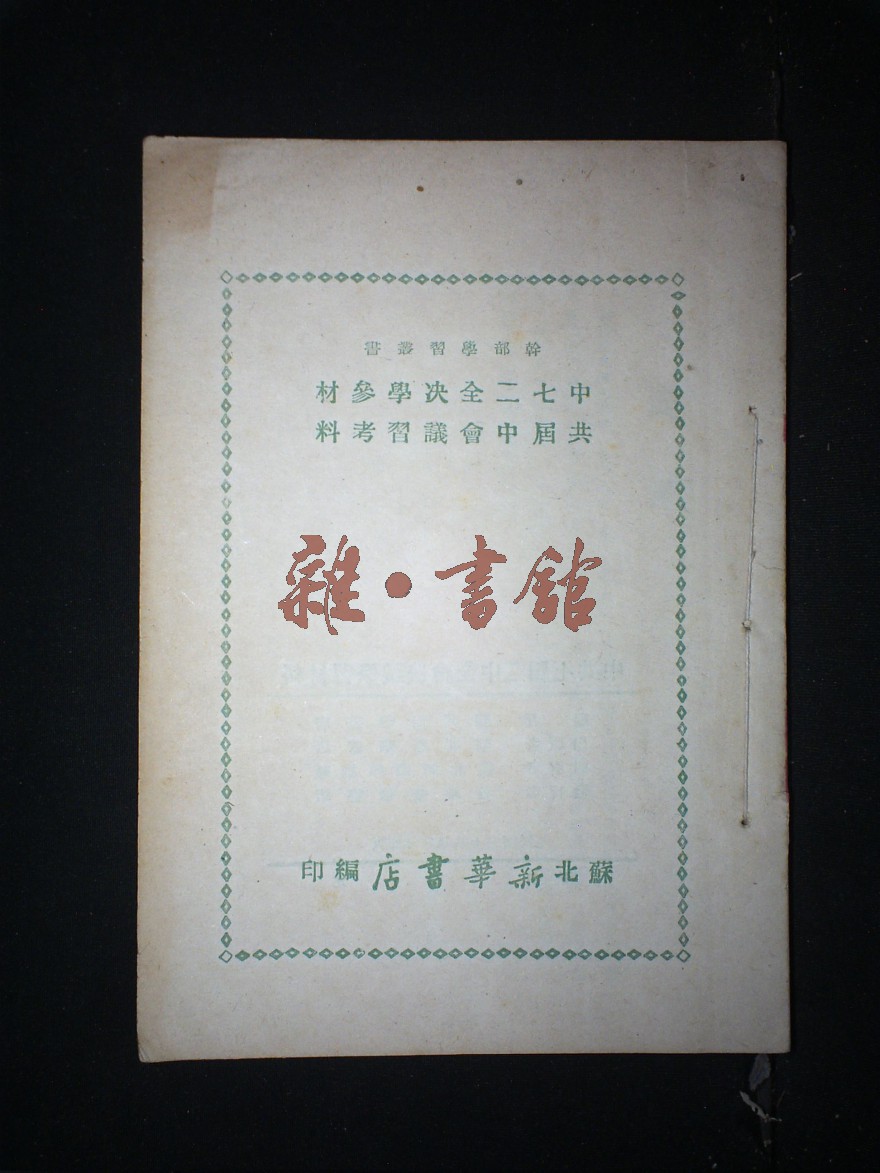 幹部學習叢書
中共七屆二中全會决議學習參考材料
雜·書館
蘇北新華書店編印